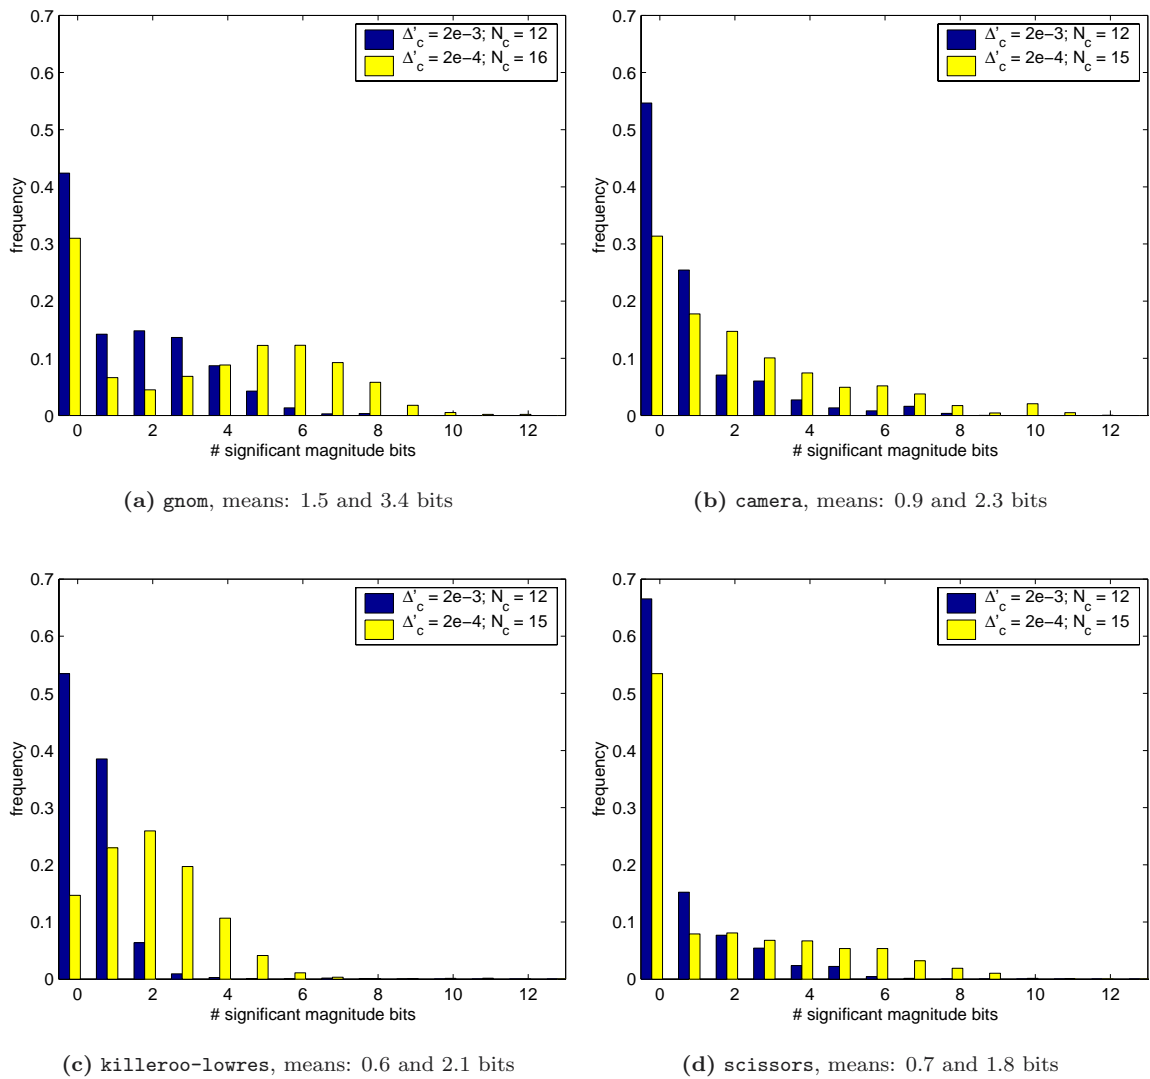 0.7
0.6
0.5
0.4
0.3
0.2
0.1
0
frequency
Δ'c = 2e−3; Nc = 12
Δ'c = 2e−4; Nc = 16
0 2 4 6 8 10 12
# significant magnitude bits
(a) gnom, means: 1.5 and 3.4 bits
0.7
0.6
0.5
0.4
0.3
0.2
0.1
0
frequency
Δ'c = 2e−3; Nc = 12
Δ'c = 2e−4; Nc = 15
0 2 4 6 8 10 12
# significant magnitude bits
(b) camera, means: 0.9 and 2.3 bits
0.7
0.6
0.5
0.4
0.3
0.2
0.1
0
frequency
Δ'c = 2e−3; Nc = 12
Δ'c = 2e−4; Nc = 15
0 2 4 6 8 10 12
# significant magnitude bits
(c) killeroo-lowres, means: 0.6 and 2.1 bits
0.7
0.6
0.5
0.4
0.3
0.2
0.1
0
frequency
Δ'c = 2e−3; Nc = 12
Δ'c = 2e−4; Nc = 15
0 2 4 6 8 10 12
# significant magnitude bits
(d) scissors, means: 0.7 and 1.8 bits